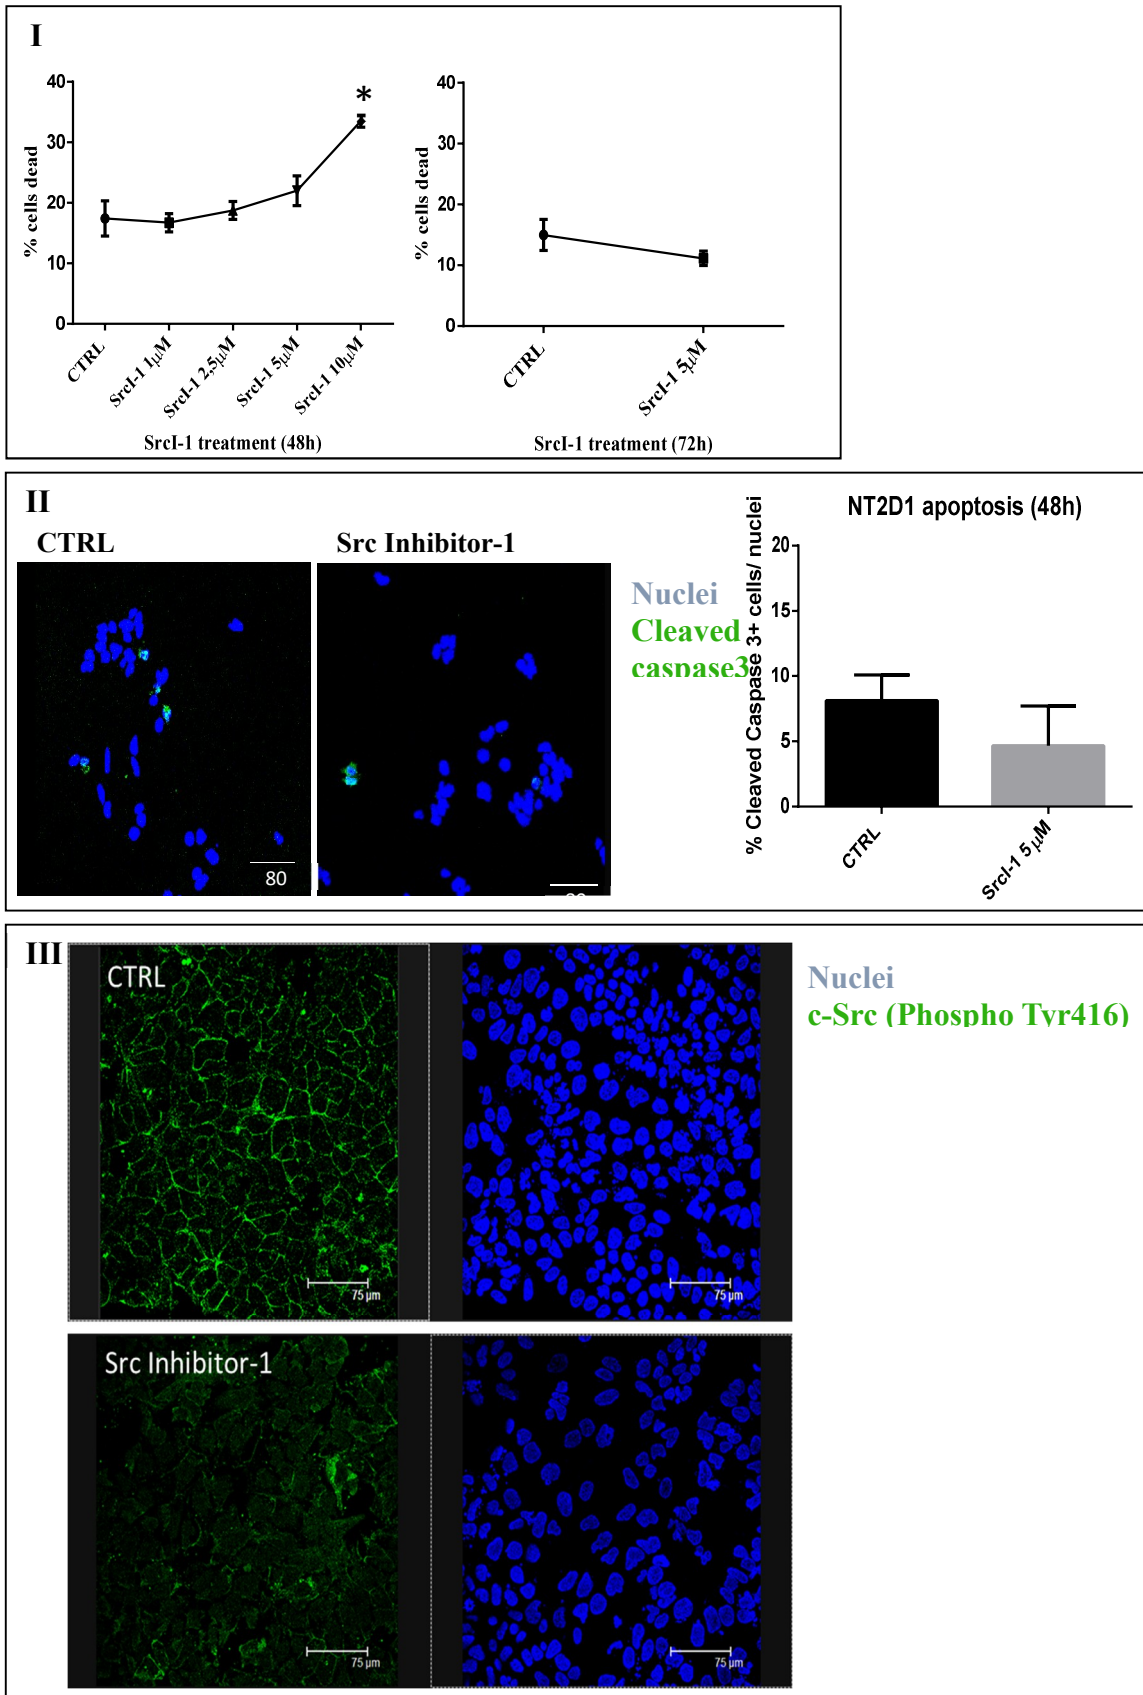 I
40
30
20
10
0
% cells dead
*
CTRL
SrcI-1 1μM
SrcI-1 2,5μM
SrcI-1 5μM
SrcI-1 10μM
SrcI-1 treatment (48h)
40
30
20
10
0
% cells dead
CTRL
SrcI-1 5μM
SrcI-1 treatment (72h)
II
CTRL
Src Inhibitor-1
80
Nuclei
Cleaved
caspase3
NT2D1 apoptosis (48h)
% Cleaved Caspase 3+ cells/ nuclei
20
15
10
5
0
CTRL
SrcI-1 5 μM
III
CTRL
75 μm
75 μm
Nuclei
c-Src (Phospho Tyr416)
Src Inhibitor-1
75 μm
75 μm